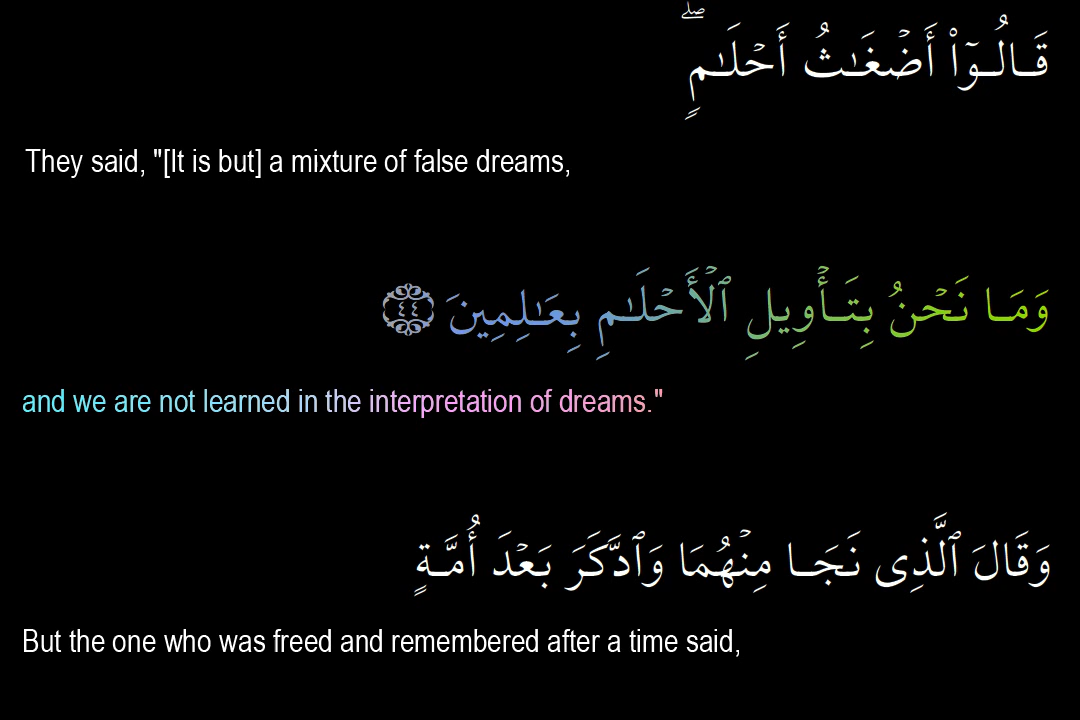 قَالُوٓا۟ أَضْغَـٰثُ أَحْلَـٰمٍۢ ۖ
They said, "[It is but] a mixture of false dreams,
وَمَا نَحْنُ بِتَأْوِيلِ ٱلْأَحْلَـٰمِ بِعَـٰلِمِينَ ٤٤
and we are not learned in the interpretation of dreams."
وَقَالَ ٱلَّذِى نَجَا مِنْهُمَا وَٱدَّكَرَ بَعْدَ أُمَّةٍ
But the one who was freed and remembered after a time said,